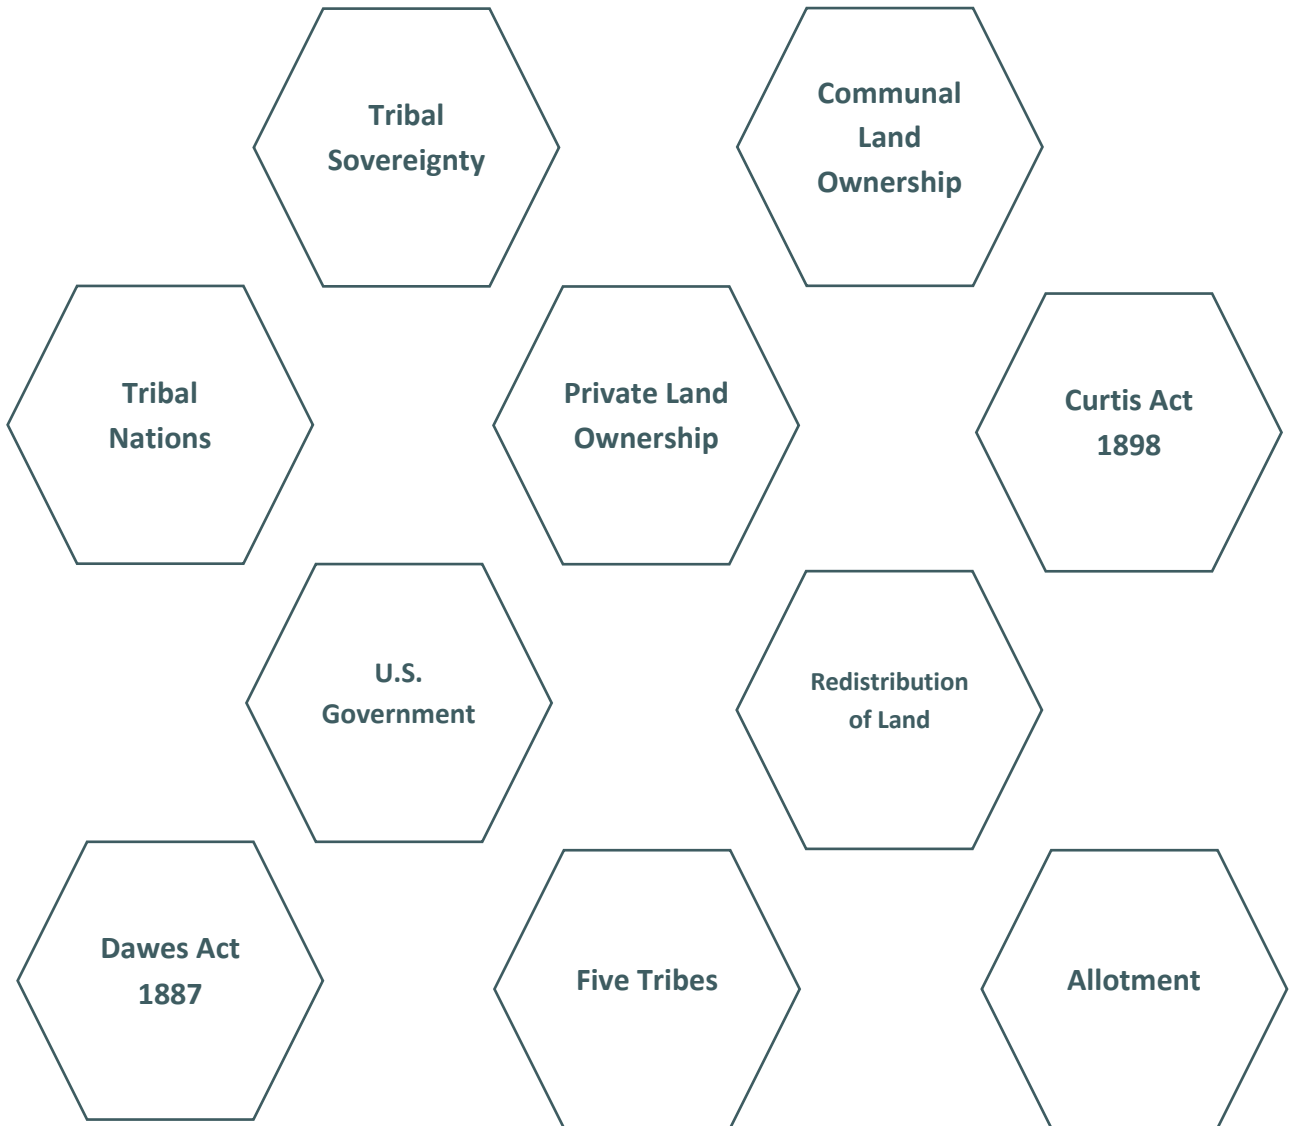 Tribal
Sovereignty
Communal
Land
Ownership
Tribal
Nations
Private Land
Ownership
Curtis Act
1898
U.S.
Government
Redistribution
of Land
Dawes Act
1887
Five Tribes
Allotment